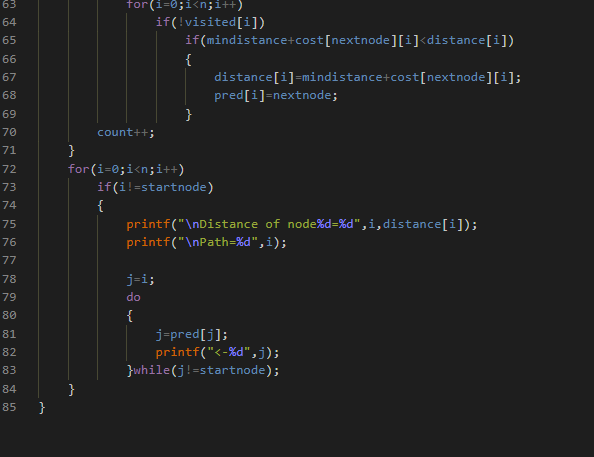 63 for(i=0;i<n;i++)
64 if(!visited[i])
65 if(mindistance+cost[nextnode][i]<distance[i])
66 {
67 distance[i]=mindistance+cost[nextnode][i];
68 pred[i]=nextnode;
69 }
70 count++;
71 }
72 for(i=0;i<n;i++)
73 if(i!=startnode)
74 {
75 printf("\nDistance of node%d=%d",i,distance[i]);
76 printf("\nPath=%d",i);
77
78 j=i;
79 do
80 {
81 j=pred[j];
82 printf("<-%d",j);
83 }while(j!=startnode);
84 }
85 }